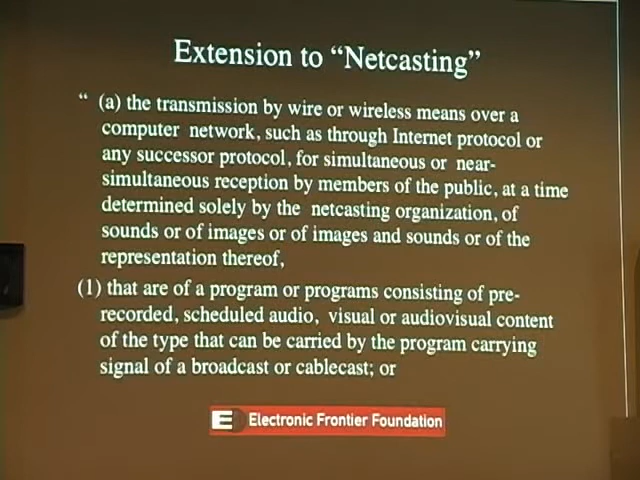 Extension to “Netcasting”
“ (a) the transmission by wire or wireless means over a
computer network, such as through Internet protocol or
any successor protocol, for simultaneous or near-
simultaneous reception by members of the public, at a time
determined solely by the netcasting organization, of
sounds or of images or of images and sounds or of the
representation thereof,
(1) that are of a program or programs consisting of pre-
recorded, scheduled audio, visual or audiovisual content
of the type that can be carried by the program carrying
signal of a broadcast or cablecast; or
E Electronic Frontier Foundation